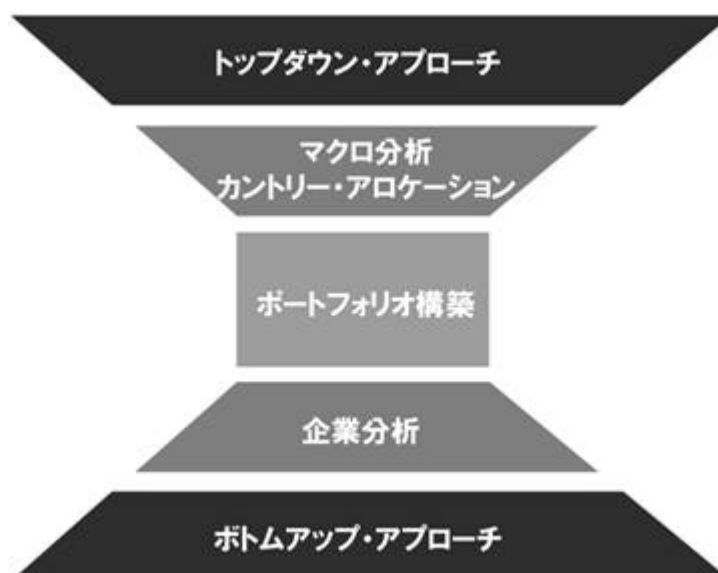 トップダウン・アプローチ
マクロ分析
カントリー・アロケーション
ポートフォリオ構築
企業分析
ボトムアップ・アプローチ